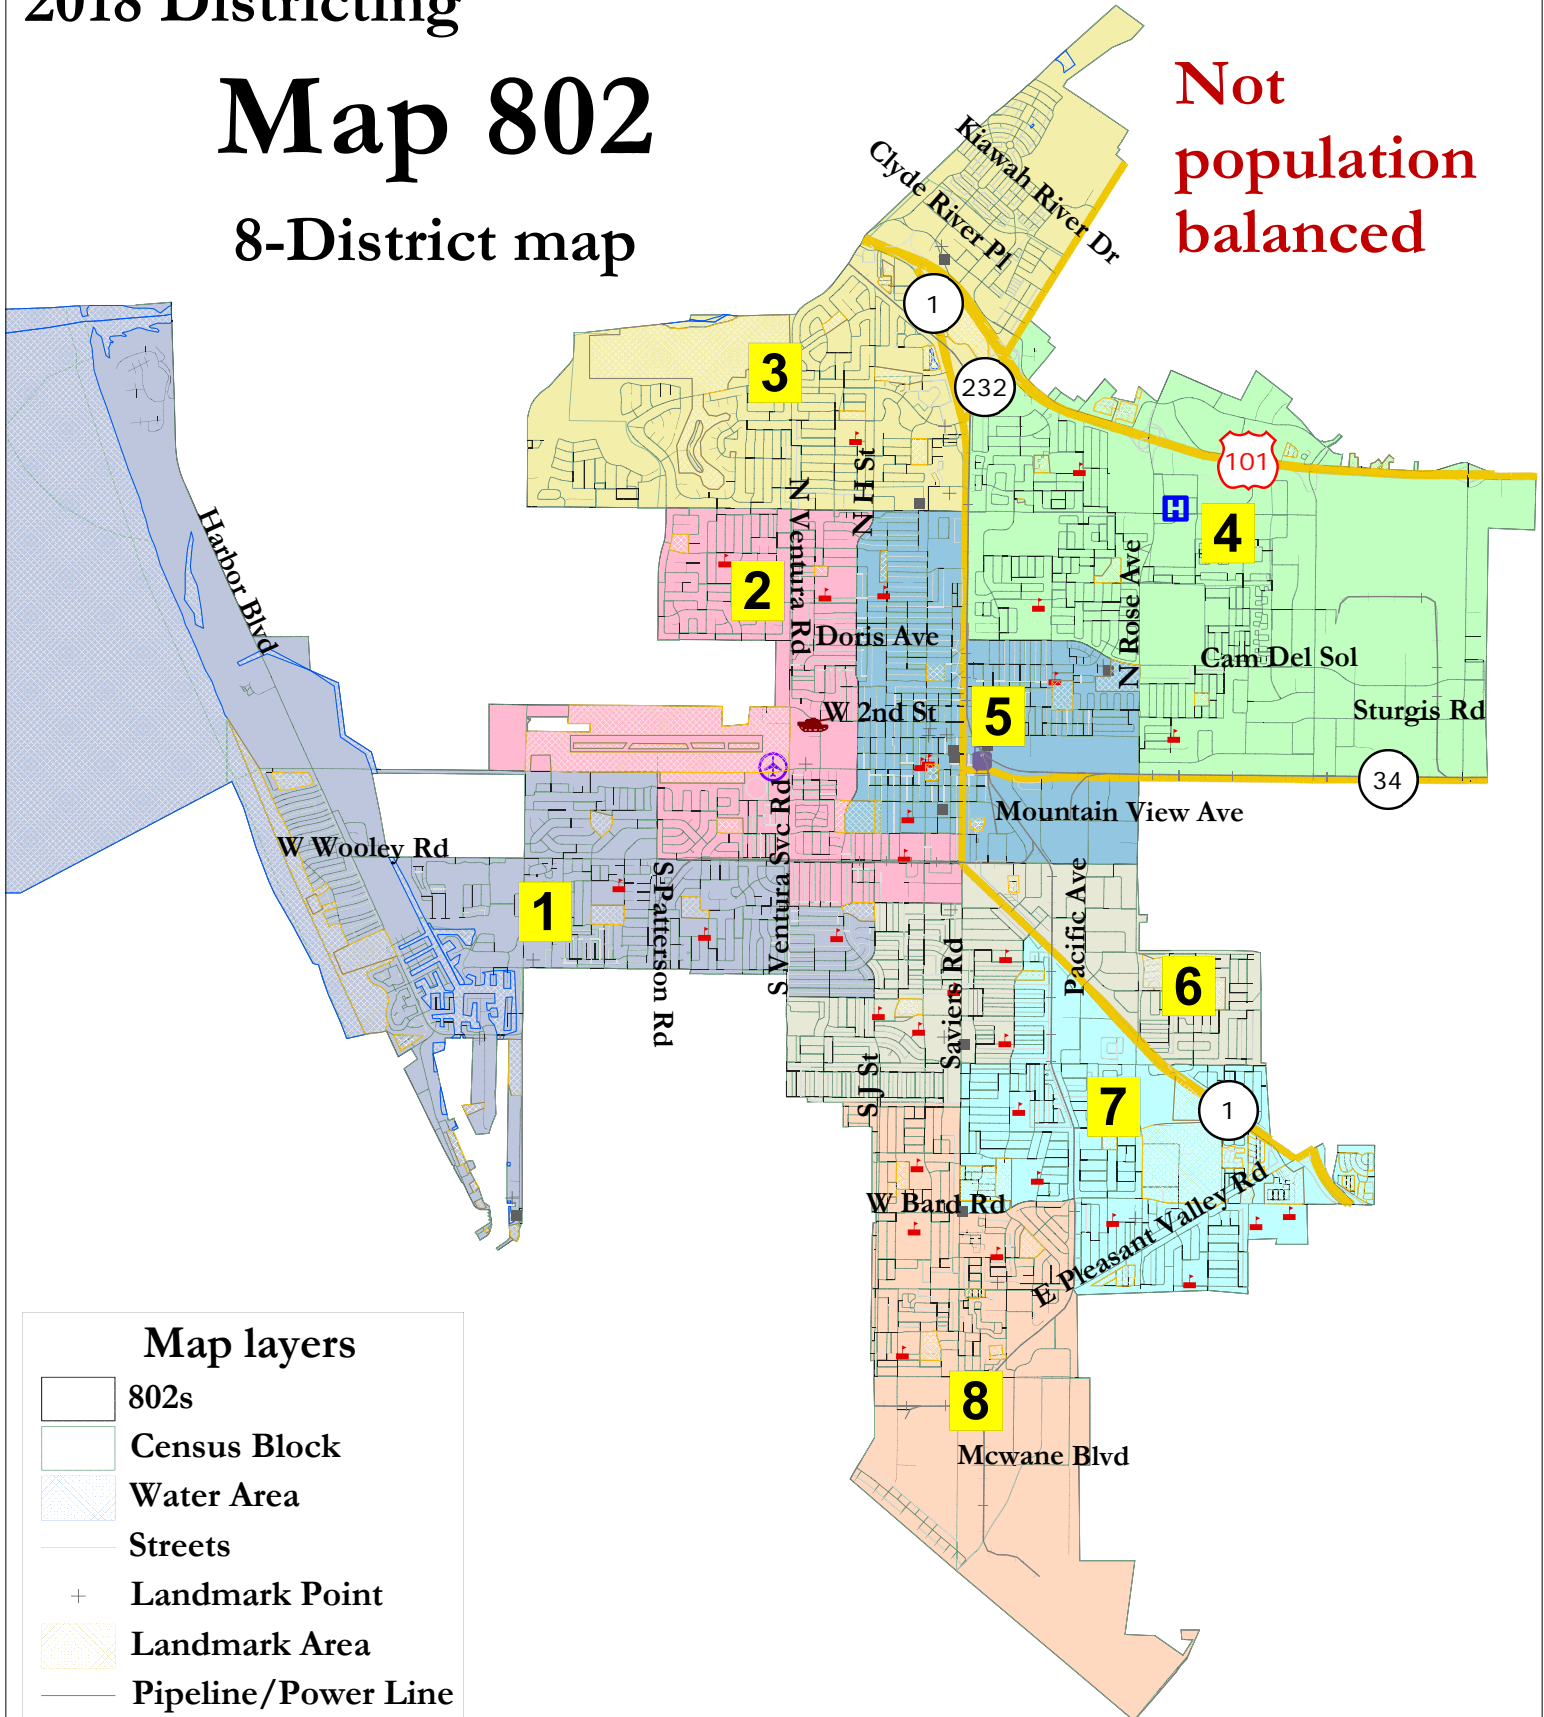 2018 Districting
Map 802
8-District map
Not
population
balanced
Kiawah River Dr
Clyde River Pl
1
232
3
101
H
4
N H St
N Ventura Rd
Harbor Blvd
2
N Rose Ave
Doris Ave
Cam Del Sol
5
W 2nd St
Sturgis Rd
34
Mountain View Ave
S Ventura Svc Rd
W Wooley Rd
S Patterson Rd
Pacific Ave
1
Saviers Rd
6
S J St
7
1
W Bard Rd
E Pleasant Valley Rd
8
Mcwane Blvd
Map layers
802s
Census Block
Water Area
Streets
Landmark Point
Landmark Area
Pipeline/Power Line